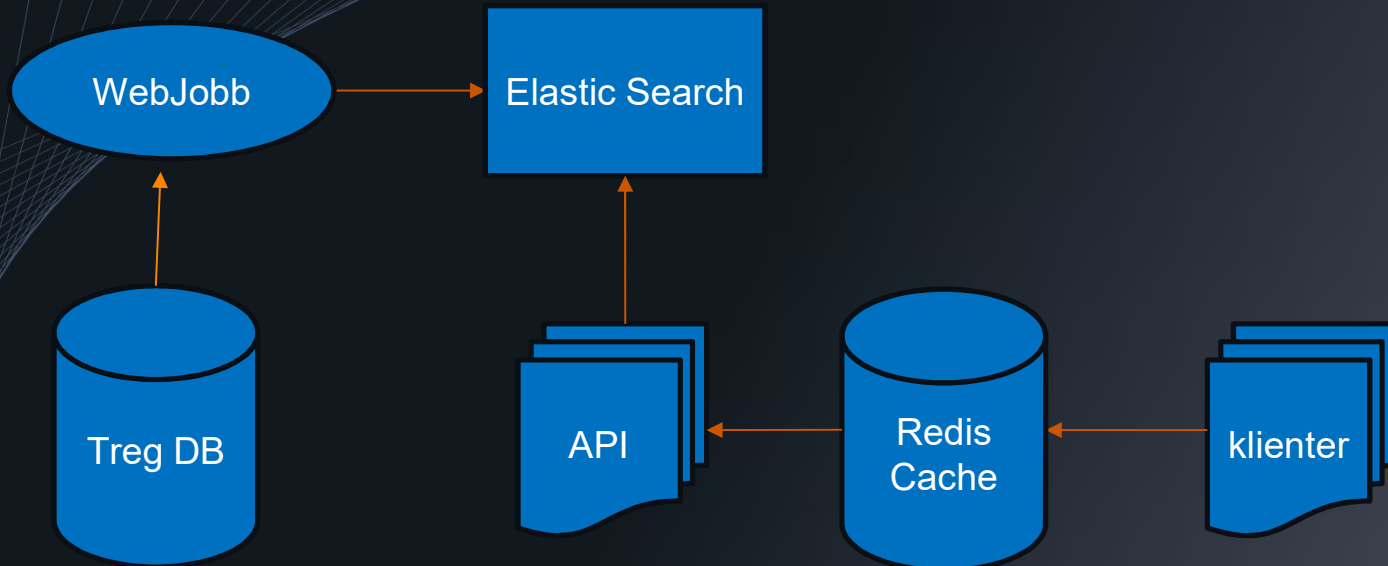 WebJobb
Elastic Search
Treg DB
API
Redis
Cache
klienter